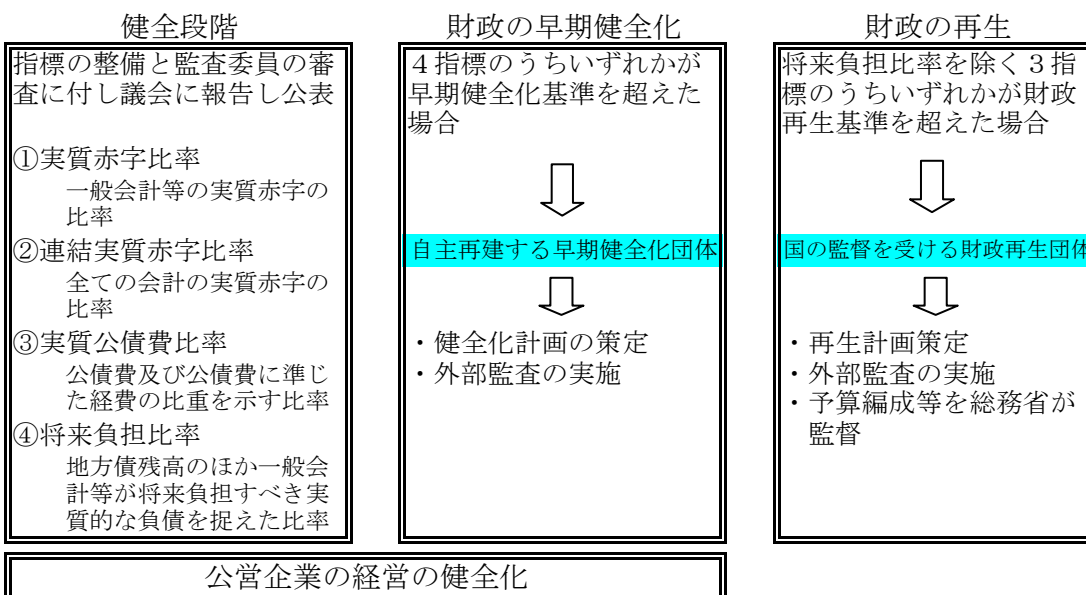 健全段階
指標の整備と監査委員の審
査に付し議会に報告し公表
①実質赤字比率
一般会計等の実質赤字の
比率
②連結実質赤字比率
全ての会計の実質赤字の
比率
③実質公債費比率
公債費及び公債費に準じ
た経費の比重を示す比率
④将来負担比率
地方債残高のほか一般会
計等が将来負担すべき実
質的な負債を捉えた比率
財政の早期健全化
４指標のうちいずれかが
早期健全化基準を超えた
場合
自主再建する早期健全化団体
・健全化計画の策定
・外部監査の実施
財政の再生
将来負担比率を除く３指
標のうちいずれかが財政
再生基準を超えた場合
国の監督を受ける財政再生団体
・再生計画策定
・外部監査の実施
・予算編成等を総務省が
監督
公営企業の経営の健全化